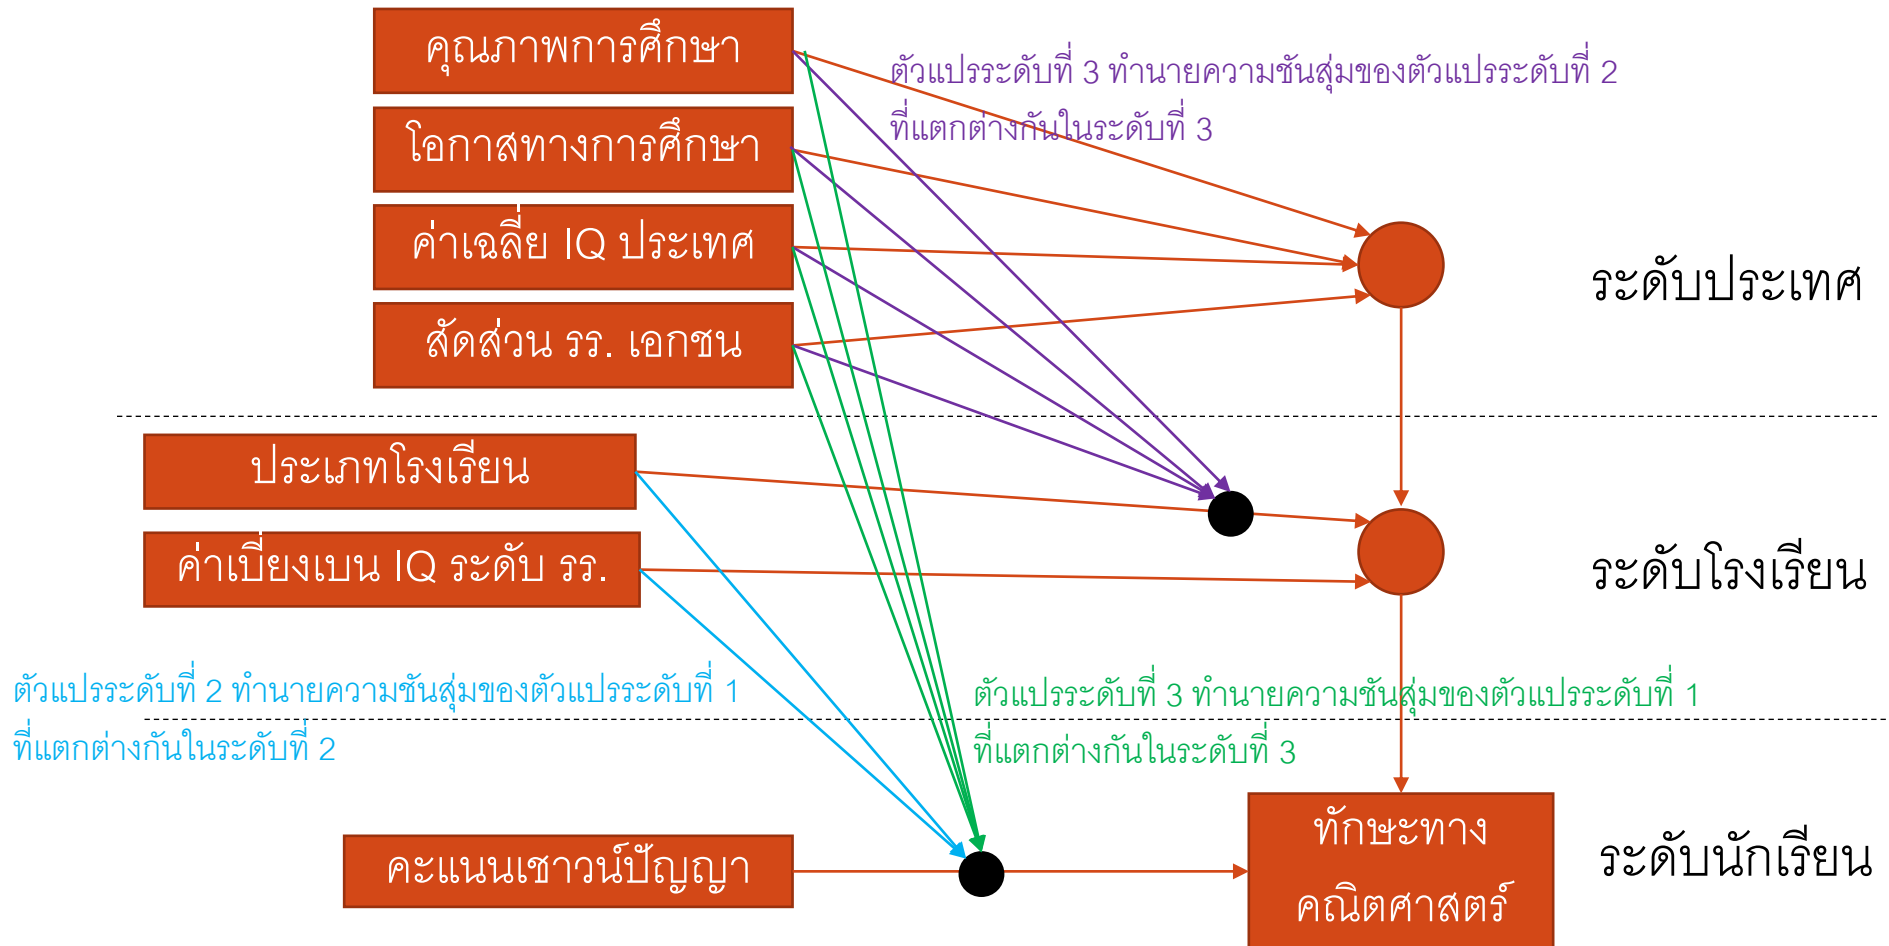 คุณภาพการศึกษา
ตัวแปรระดับที่ 3 ทำนายความชันสุ่มของตัวแปรระดับที่ 2
ที่แตกต่างกันในระดับที่ 3
โอกาสทางการศึกษา
ค่าเฉลี่ย IQ ประเทศ
สัดส่วน รร. เอกชน
ระดับประเทศ
ประเภทโรงเรียน
ค่าเบี่ยงเบน IQ ระดับ รร.
ระดับโรงเรียน
ตัวแปรระดับที่ 2 ทำนายความชันสุ่มของตัวแปรระดับที่ 1
ที่แตกต่างกันในระดับที่ 2
ตัวแปรระดับที่ 3 ทำนายความชันสุ่มของตัวแปรระดับที่ 1
ที่แตกต่างกันในระดับที่ 3
คะแนนเชาวน์ปัญญา
ทักษะทาง
คณิตศาสตร์
ระดับนักเรียน